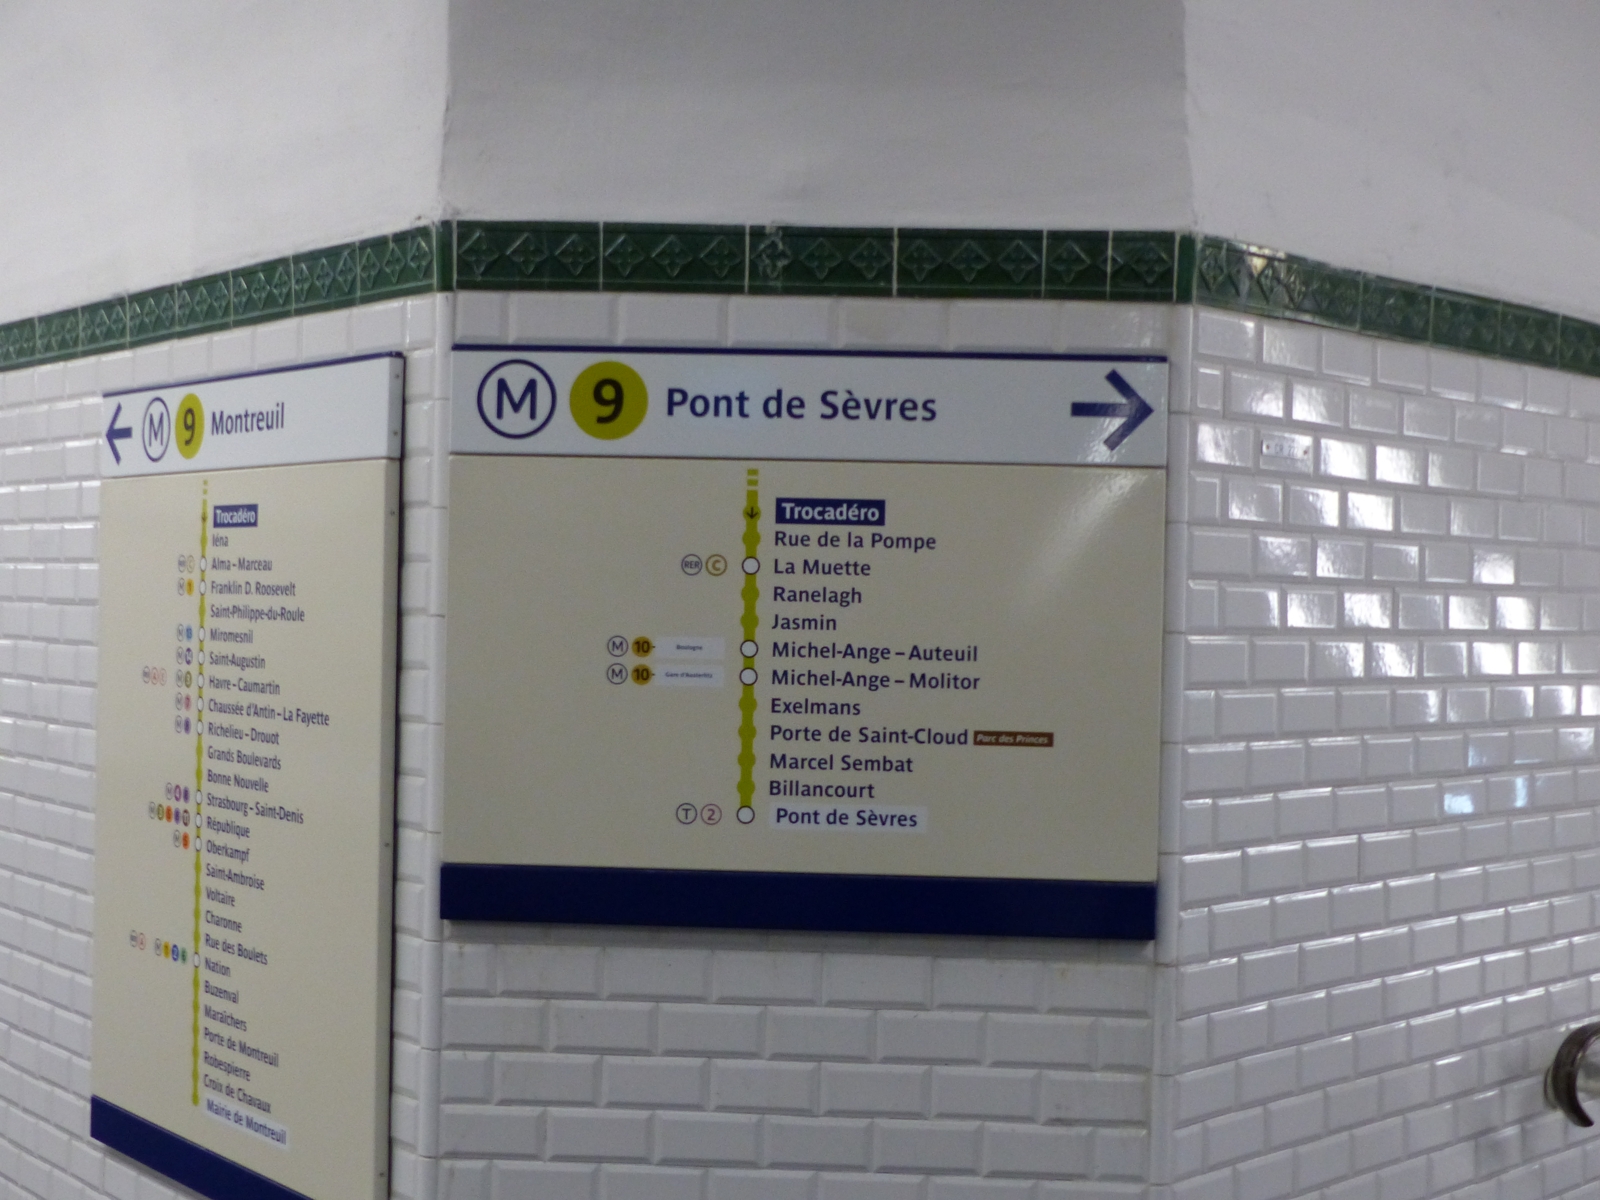 M 9 Montreuil
Trocadéro
Iéna
Alma – Marceau
M 1 Franklin D. Roosevelt
Saint-Philippe-du-Roule
Miromesnil
Saint-Augustin
Havre – Caumartin
Chaussée d'Antin – La Fayette
Richelieu – Drouot
Grands Boulevards
Bonne Nouvelle
Strasbourg – Saint-Denis
République
M 5 Oberkampf
Saint-Ambroise
Voltaire
Charonne
Rue des Boulets
Nation
Buzenval
Maraîchers
Porte de Montreuil
Robespierre
Croix de Chavaux
Mairie de Montreuil
M 9 Pont de Sèvres
Trocadéro
Rue de la Pompe
RER C La Muette
Ranelagh
Jasmin
M 10 Boulogne Michel-Ange – Auteuil
M 10 Gare d'Austerlitz Michel-Ange – Molitor
Exelmans
Porte de Saint-Cloud Parc des Princes
Marcel Sembat
Billancourt
T 2 Pont de Sèvres